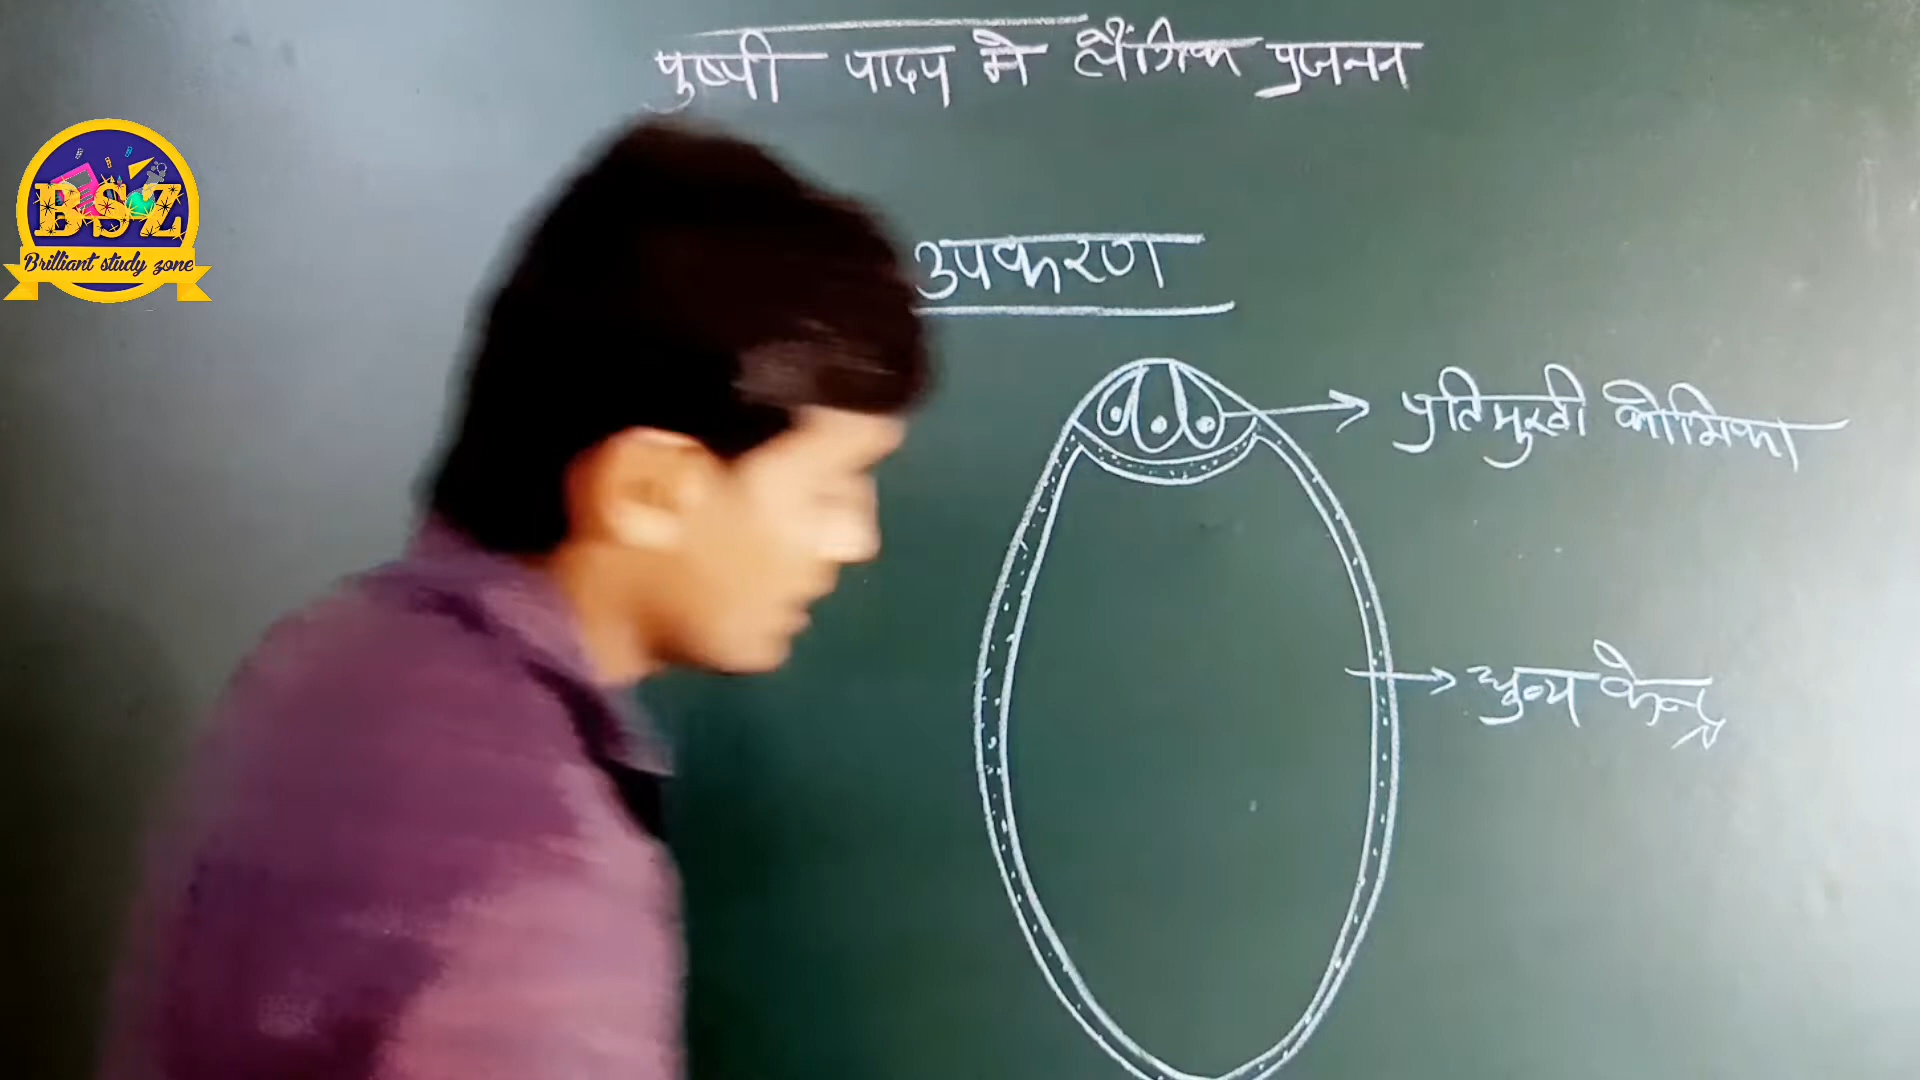 पुष्पी पादप मे लैंगिक प्रजनन
BSZ
Brilliant study zone
उपकरण
प्रतिमुखी कोशिका
ध्रुव्य केन्द्र